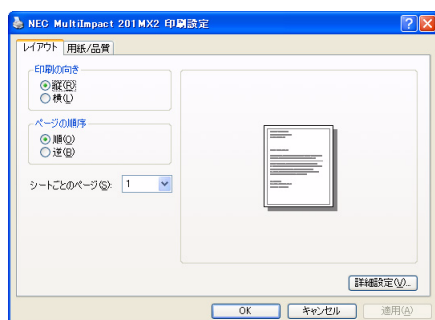 NEC MultiImpact 201MX2 印刷設定
レイアウト 用紙/品質
印刷の向き
縦(R)
横(L)
ページの順序
順(O)
逆(B)
シートごとのページ(S): 1
詳細設定(V)...
OK キャンセル 適用(A)